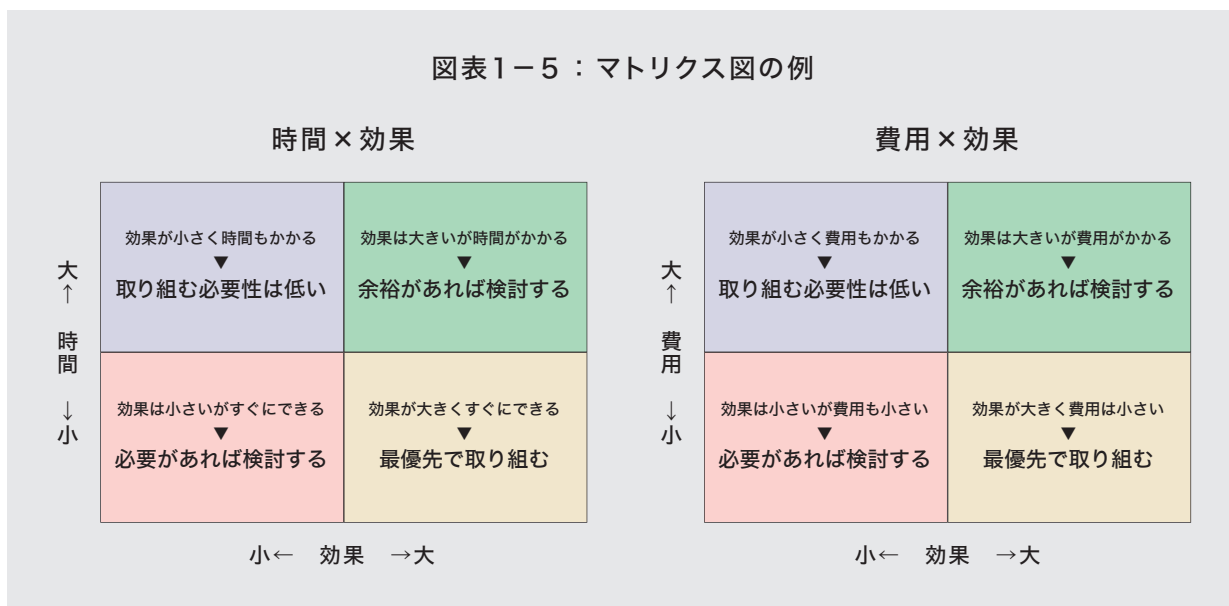 図表1−5：マトリクス図の例
時間×効果
大
↑
時
間
↓
小
効果が小さく時間もかかる
▼
取り組む必要性は低い
効果は大きいが時間がかかる
▼
余裕があれば検討する
効果は小さいがすぐにできる
▼
必要があれば検討する
効果が大きくすぐにできる
▼
最優先で取り組む
小← 効果 →大
費用×効果
大
↑
費
用
↓
小
効果が小さく費用もかかる
▼
取り組む必要性は低い
効果は大きいが費用がかかる
▼
余裕があれば検討する
効果は小さいが費用も小さい
▼
必要があれば検討する
効果が大きく費用は小さい
▼
最優先で取り組む
小← 効果 →大